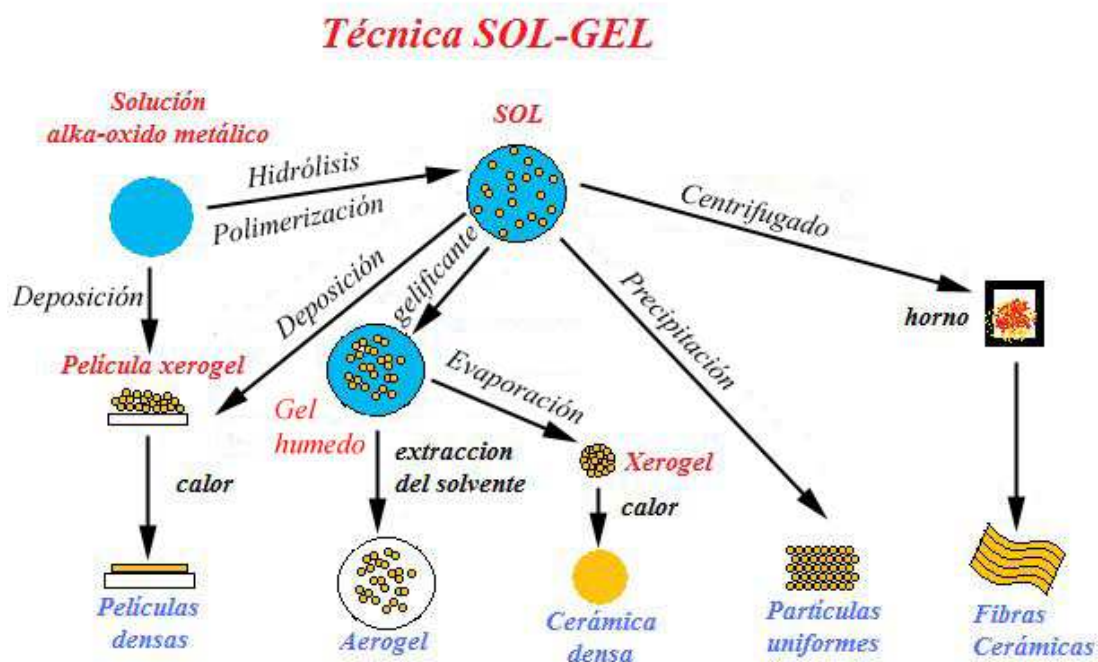 Técnica SOL-GEL
Solución
alka-oxido metálico
SOL
Hidrólisis
Polimerización
Centrifugado
Deposición
Deposición
gelificante
Precipitación
horno
Película xerogel
Evaporación
Gel
humedo
extraccion
del solvente
Xerogel
calor
calor
Películas
densas
Aerogel
Cerámica
densa
Partículas
uniformes
Fibras
Cerámicas